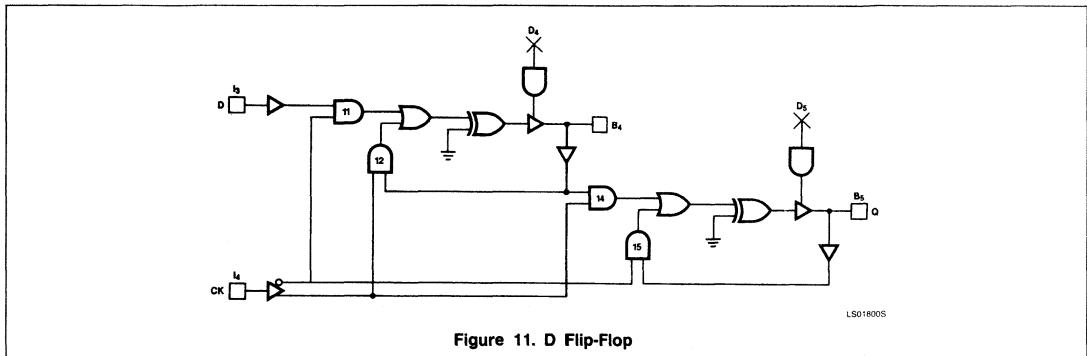 D4
I3
D
11
B4
D5
12
14
B5
Q
15
I4
CK
LS01800S
Figure 11. D Flip-Flop